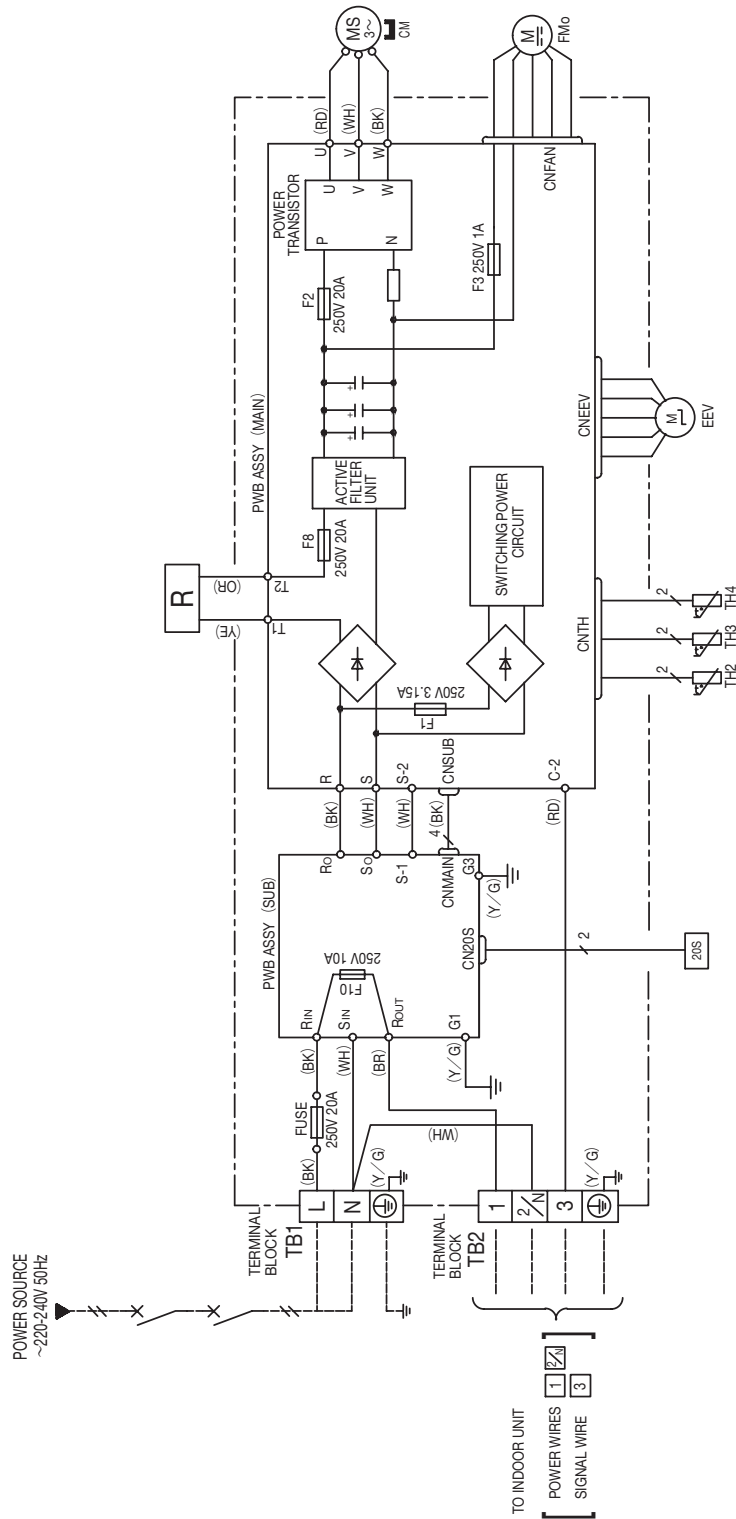 POWER SOURCE
~220-240V 50Hz
TERMINAL
BLOCK
TB1
L
N
(Y/G)
TERMINAL
BLOCK
TB2
1
2/N
3
(Y/G)
TO INDOOR UNIT
POWER WIRES 1 2/N
SIGNAL WIRE 3
(BK)
FUSE
250V 20A
(BK)
(WH)
(BR)
(WH)
(Y/G)
PWB ASSY (SUB)
RIN
SIN
ROUT
G1
F10
250V 10A
RO
SO
S-1
CNMAIN
G3
(Y/G)
CN20S
2
20S
(BK)
(WH)
(WH)
4 (BK)
(RD)
PWB ASSY (MAIN)
R
S
S-2
CNSUB
C-2
R
(YE)
(OR)
T1
T2
F1
250V 3.15A
F8
250V 20A
ACTIVE
FILTER
UNIT
SWITCHING POWER
CIRCUIT
+
+
+
F2
250V 20A
F3 250V 1A
POWER
TRANSISTOR
P
N
U
V
W
U
V
W
(RD)
(WH)
(BK)
MS
3~
CM
CNFAN
M
FMo
CNEEV
M
EEV
CNTH
2
2
2
t°
t°
t°
TH2
TH3
TH4